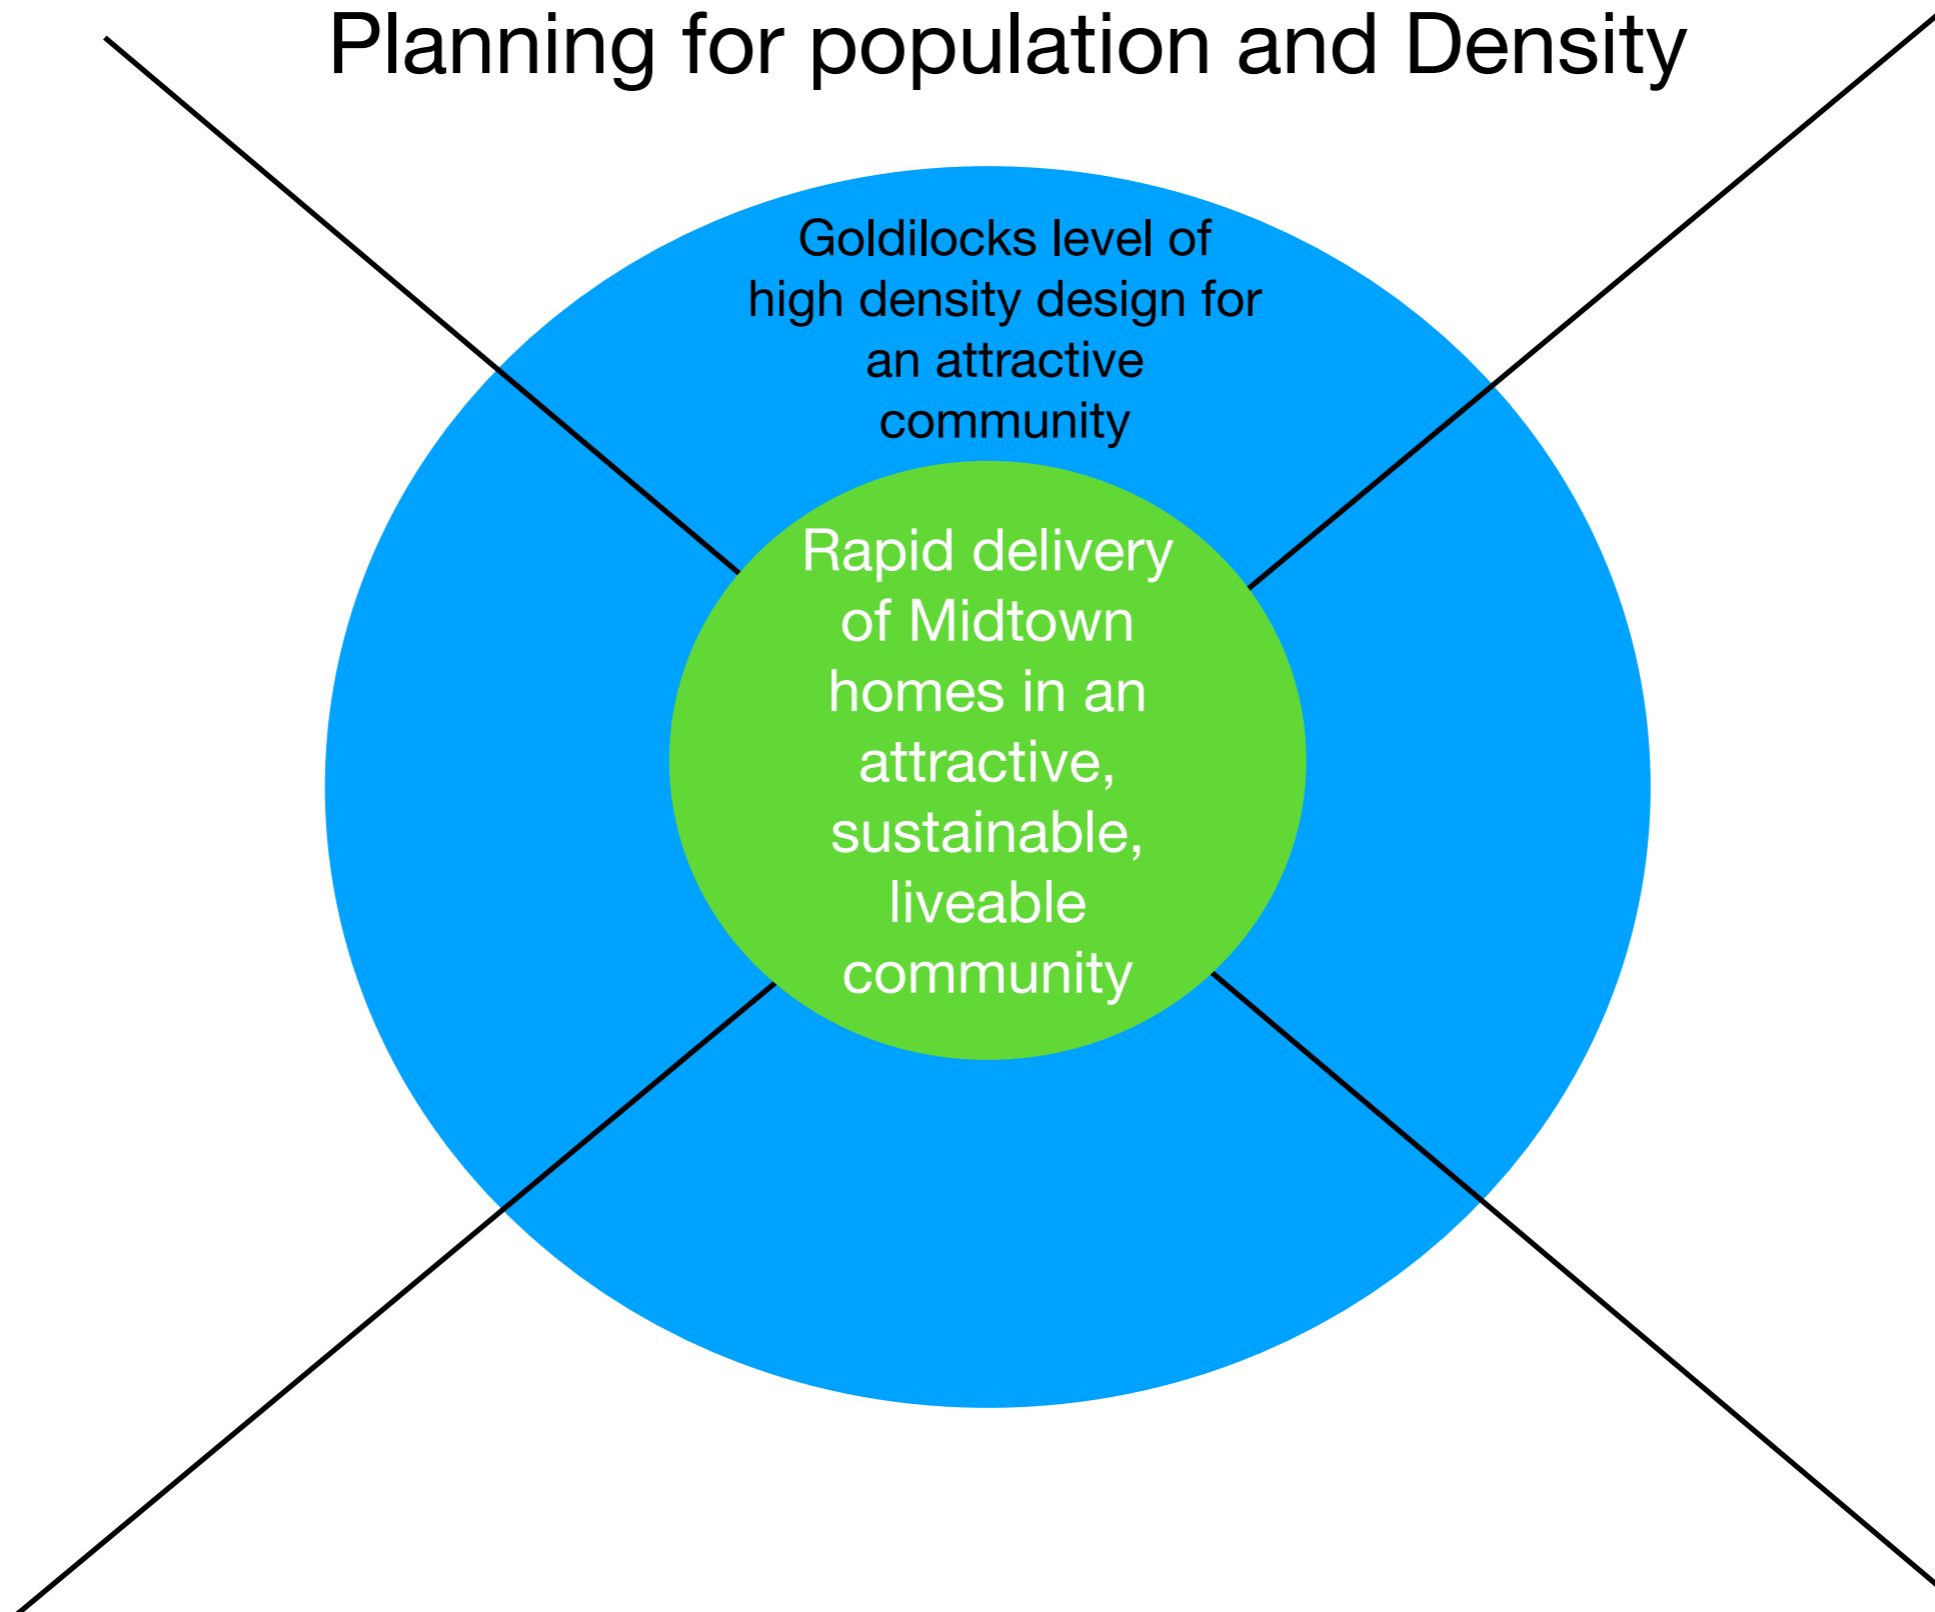 Planning for population and Density
Goldilocks level of
high density design for
an attractive
community
Rapid delivery
of Midtown
homes in an
attractive,
sustainable,
liveable
community